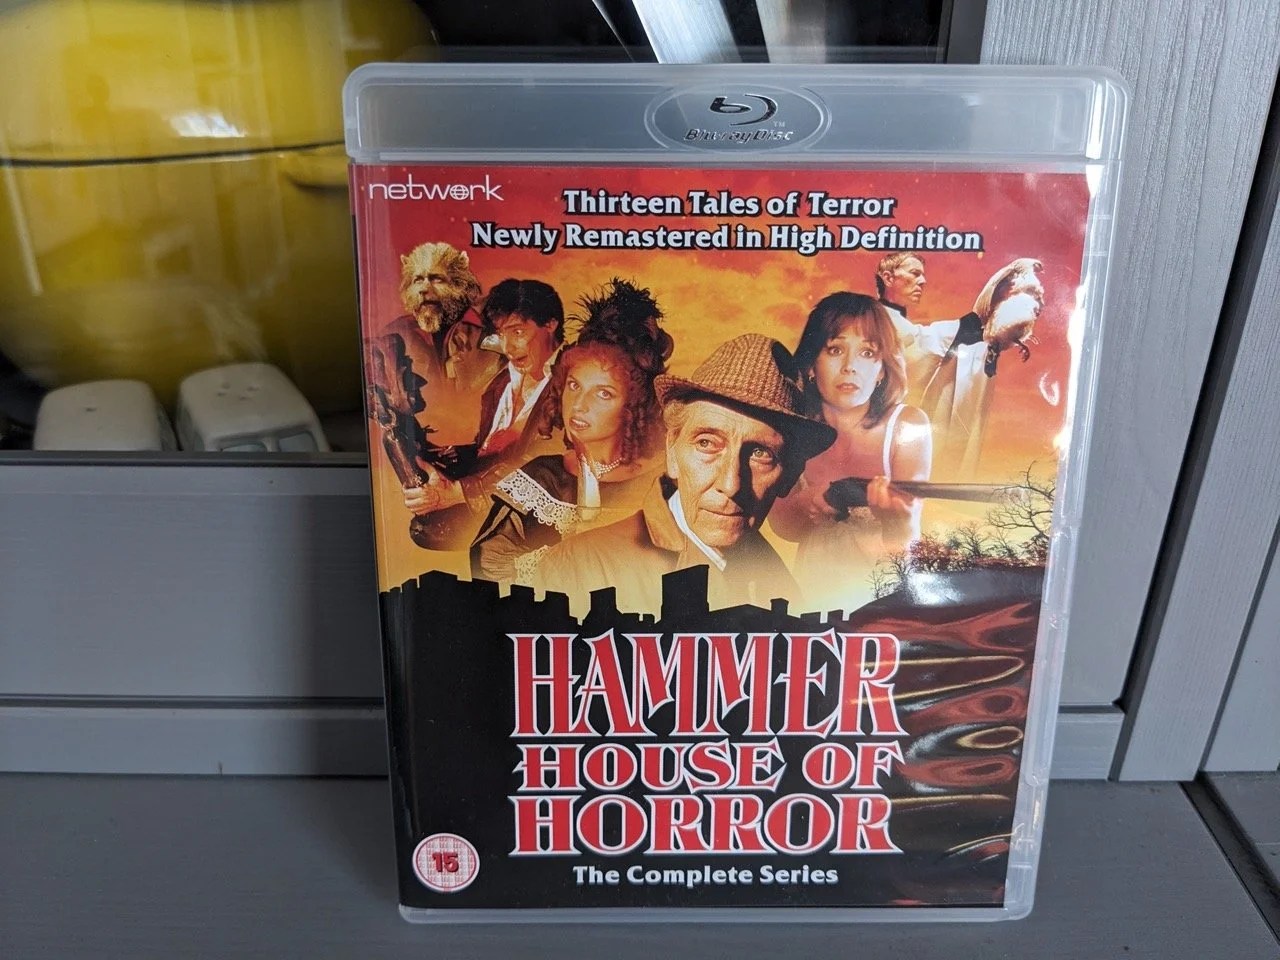 Blu-ray Disc
TM
network
Thirteen Tales of Terror
Newly Remastered in High Definition
HAMMER
HOUSE OF
HORROR
The Complete Series
15